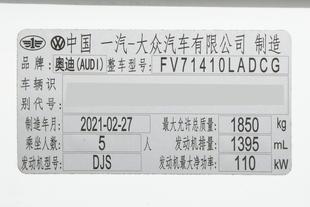 中国 一汽-大众汽车有限公司 制造
品牌: 奥迪(AUDI) 整车型号: FV71410LADCG
车辆识
别代号:
制造年月 2021-02-27 最大允许总质量: 1850 kg
乘坐人数: 5 人 发动机排量: 1395 mL
发动机型号: DJS 发动机最大净功率: 110 kW